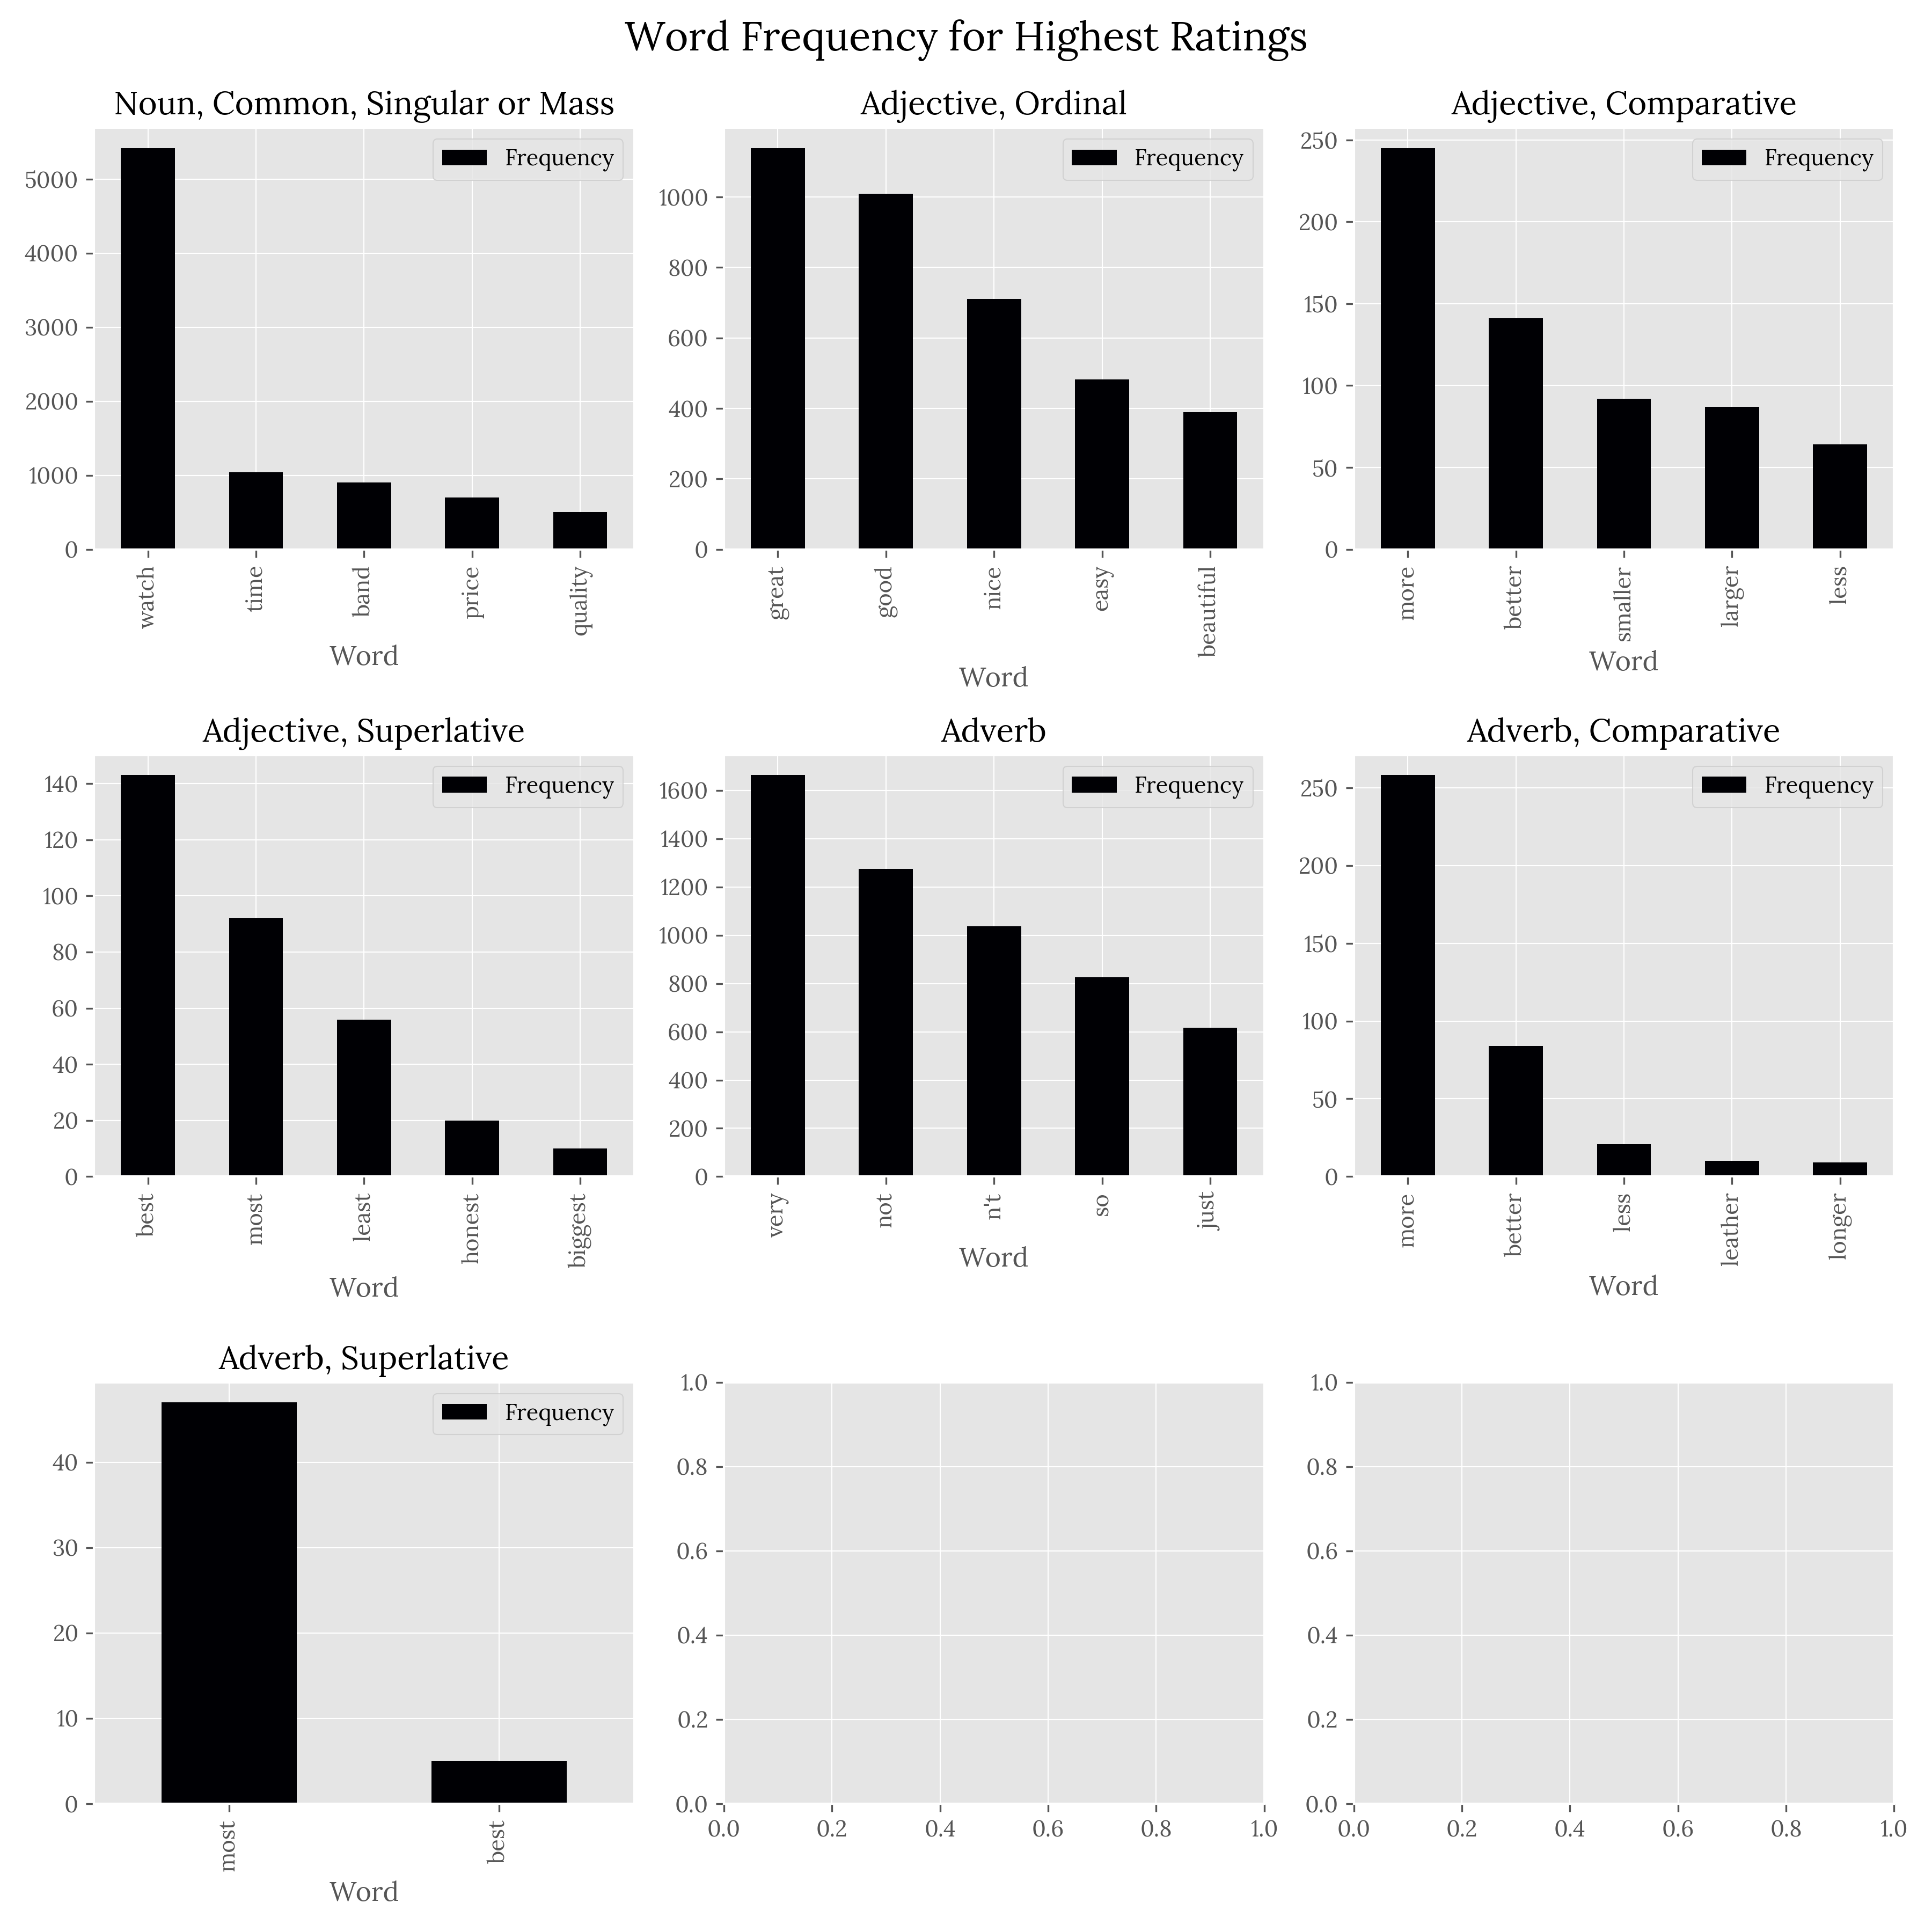 Word Frequency for Highest Ratings
Noun, Common, Singular or Mass
Frequency
5000
4000
3000
2000
1000
0
watch
time
band
price
quality
Word
Adjective, Ordinal
Frequency
1000
800
600
400
200
0
great
good
nice
easy
beautiful
Word
Adjective, Comparative
Frequency
250
200
150
100
50
0
more
better
smaller
larger
less
Word
Adjective, Superlative
Frequency
140
120
100
80
60
40
20
0
best
most
least
honest
biggest
Word
Adverb
Frequency
1600
1400
1200
1000
800
600
400
200
0
very
not
n't
so
just
Word
Adverb, Comparative
Frequency
250
200
150
100
50
0
more
better
less
leather
longer
Word
Adverb, Superlative
Frequency
40
30
20
10
0
most
best
Word
1.0
0.8
0.6
0.4
0.2
0.0
0.0 0.2 0.4 0.6 0.8 1.0
1.0
0.8
0.6
0.4
0.2
0.0
0.0 0.2 0.4 0.6 0.8 1.0